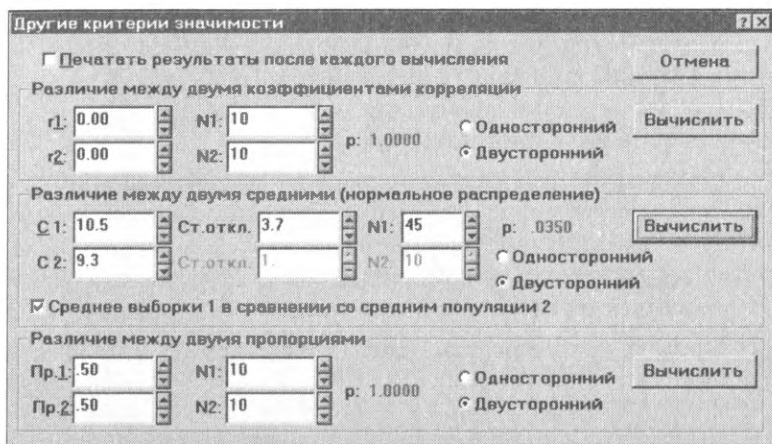 Другие критерии значимости
Печатать результаты после каждого вычисления
Отмена
Различие между двумя коэффициентами корреляции
r1: 0.00 N1: 10
r2: 0.00 N2: 10
p: 1.0000
Односторонний
Двусторонний
Вычислить
Различие между двумя средними (нормальное распределение)
С 1: 10.5 Ст.откл. 3.7 N1: 45 p: .0350 Вычислить
С 2: 9.3 Ст.откл. 1. N2: 10
Односторонний
Двусторонний
Среднее выборки 1 в сравнении со средним популяции 2
Различие между двумя пропорциями
Пр.1: .50 N1: 10
Пр.2: .50 N2: 10
p: 1.0000
Односторонний
Двусторонний
Вычислить